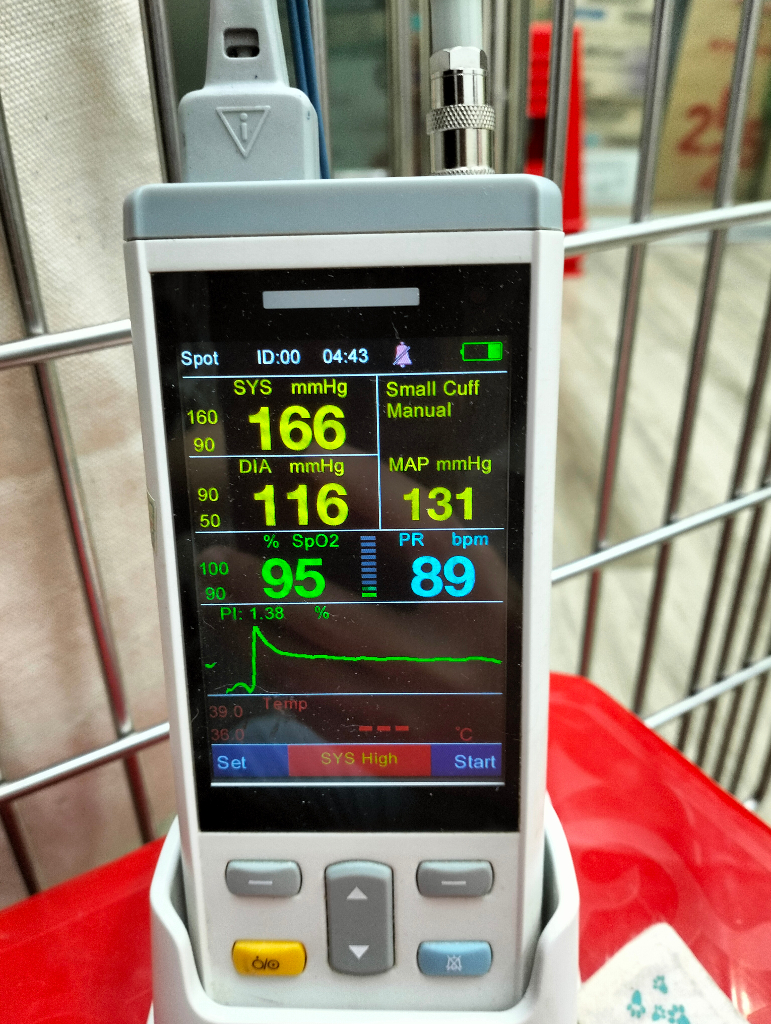 Spot ID:00 04:43
SYS mmHg
160
90
166
Small Cuff
Manual
DIA mmHg
90
50
116
MAP mmHg
131
% SpO2
100
90
95
PR bpm
89
PI: 1.38 %
39.0 Temp
36.0 --- °C
Set SYS High Start